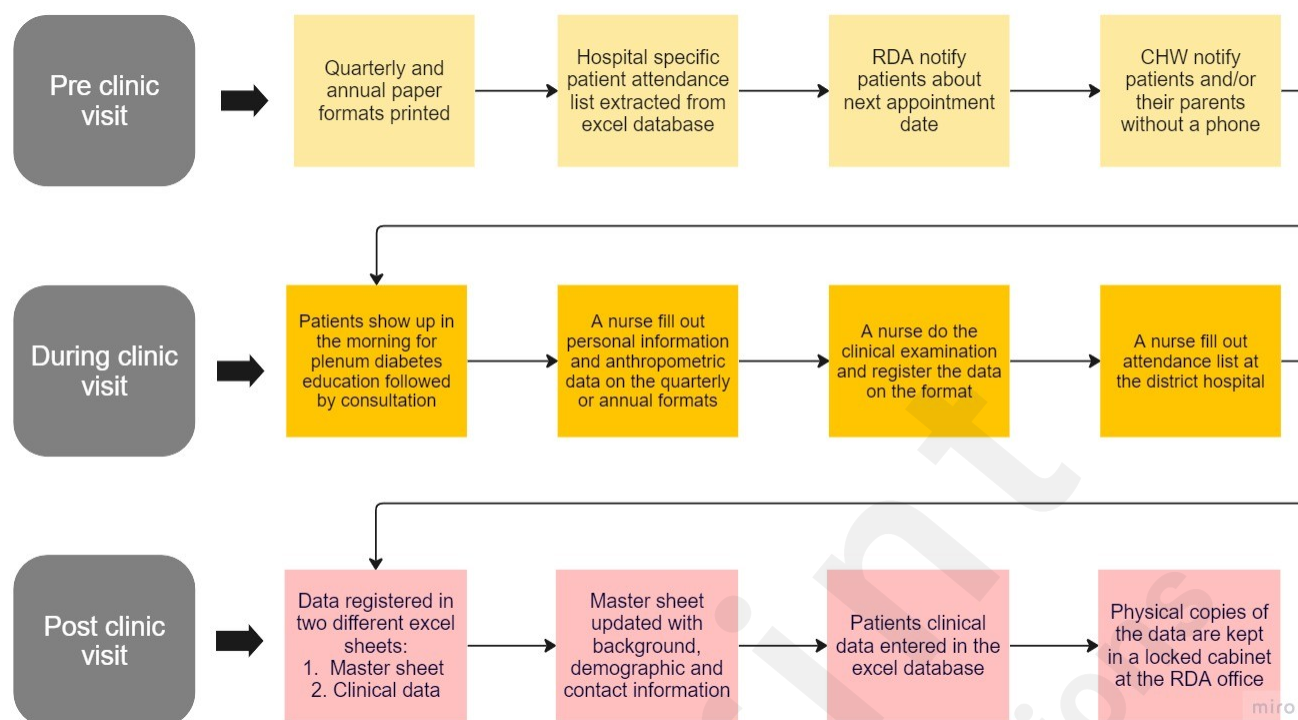 Pre clinic
visit
Quarterly and
annual paper
formats printed
Hospital specific
patient attendance
list extracted from
excel database
RDA notify
patients about
next appointment
date
CHW notify
patients and/or
their parents
without a phone
During clinic
visit
Patients show up in
the morning for
plenum diabetes
education followed
by consultation
A nurse fill out
personal information
and anthropometric
data on the quarterly
or annual formats
A nurse do the
clinical examination
and register the data
on the format
A nurse fill out
attendance list at
the district hospital
Post clinic
visit
Data registered in
two different excel
sheets:
1. Master sheet
2. Clinical data
Master sheet
updated with
background,
demographic and
contact information
Patients clinical
data entered in the
excel database
Physical copies of
the data are kept
in a locked cabinet
at the RDA office
miro